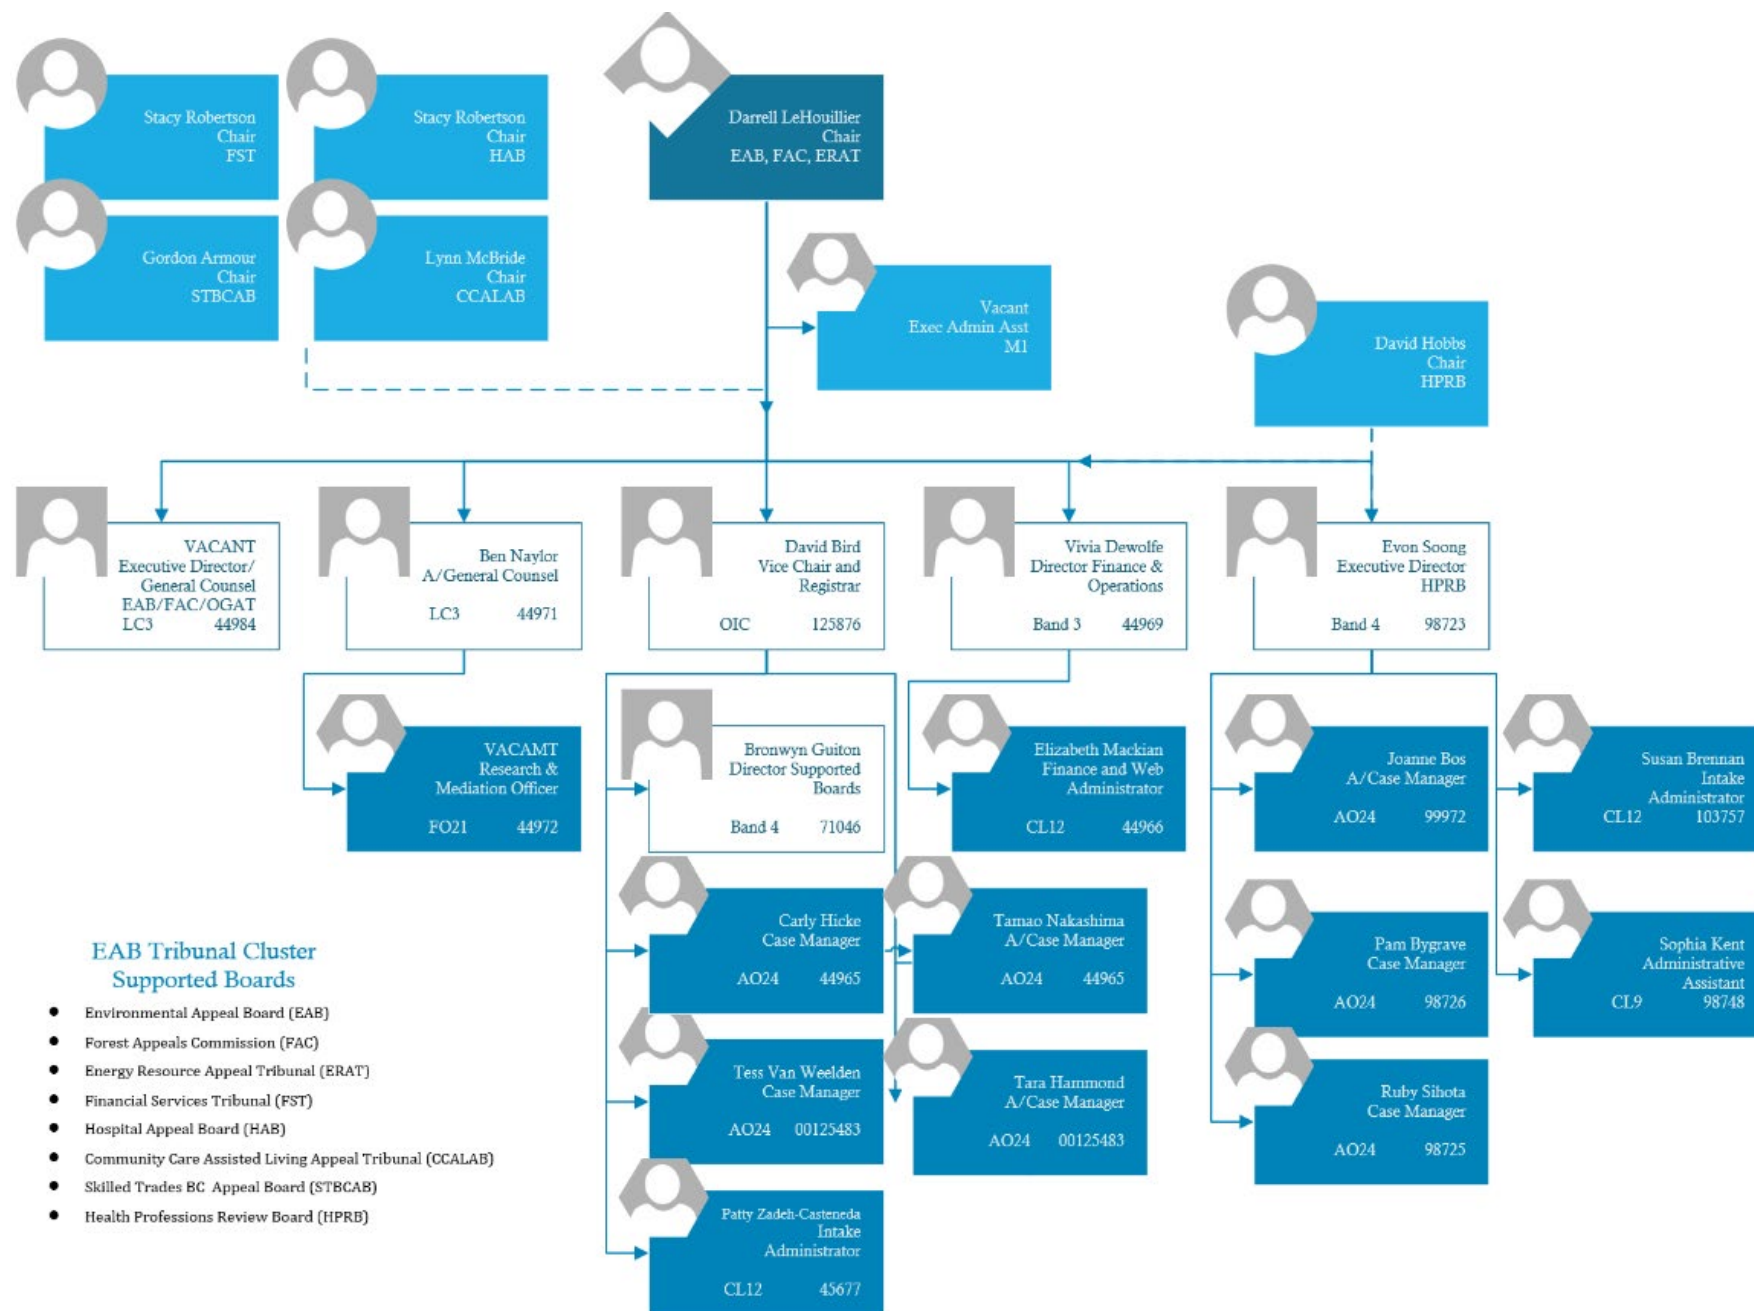 Stacy Robertson
Chair
FST
Stacy Robertson
Chair
HAB
Darrell LeHouillier
Chair
EAB, FAC, ERAT
Gordon Armour
Chair
STBCAB
Lynn McBride
Chair
CCALAB
Vacant
Exec Admin Asst
M1
David Hobbs
Chair
HPRB
VACANT
Executive Director/
General Counsel
EAB/FAC/OGAT
LC3 44984
Ben Naylor
A/General Counsel
LC3 44971
David Bird
Vice Chair and
Registrar
OIC 125876
Vivia Dewolfe
Director Finance &
Operations
Band 3 44969
Evon Soong
Executive Director
HPRB
Band 4 98723
VACAMT
Research &
Mediation Officer
FO21 44972
Bronwyn Guiton
Director Supported
Boards
Band 4 71046
Elizabeth Mackian
Finance and Web
Administrator
CL12 44966
Joanne Bos
A/Case Manager
AO24 99972
Susan Brennan
Intake
Administrator
CL12 103757
Carly Hicke
Case Manager
AO24 44965
Tamao Nakashima
A/Case Manager
AO24 44965
Pam Bygrave
Case Manager
AO24 98726
Sophia Kent
Administrative
Assistant
CL9 98748
Tess Van Weelden
Case Manager
AO24 00125483
Tara Hammond
A/Case Manager
AO24 00125483
Ruby Sihota
Case Manager
AO24 98725
Patty Zadeh-Casteneda
Intake
Administrator
CL12 45677
EAB Tribunal Cluster
Supported Boards
● Environmental Appeal Board (EAB)
● Forest Appeals Commission (FAC)
● Energy Resource Appeal Tribunal (ERAT)
● Financial Services Tribunal (FST)
● Hospital Appeal Board (HAB)
● Community Care Assisted Living Appeal Tribunal (CCALAB)
● Skilled Trades BC Appeal Board (STBCAB)
● Health Professions Review Board (HPRB)